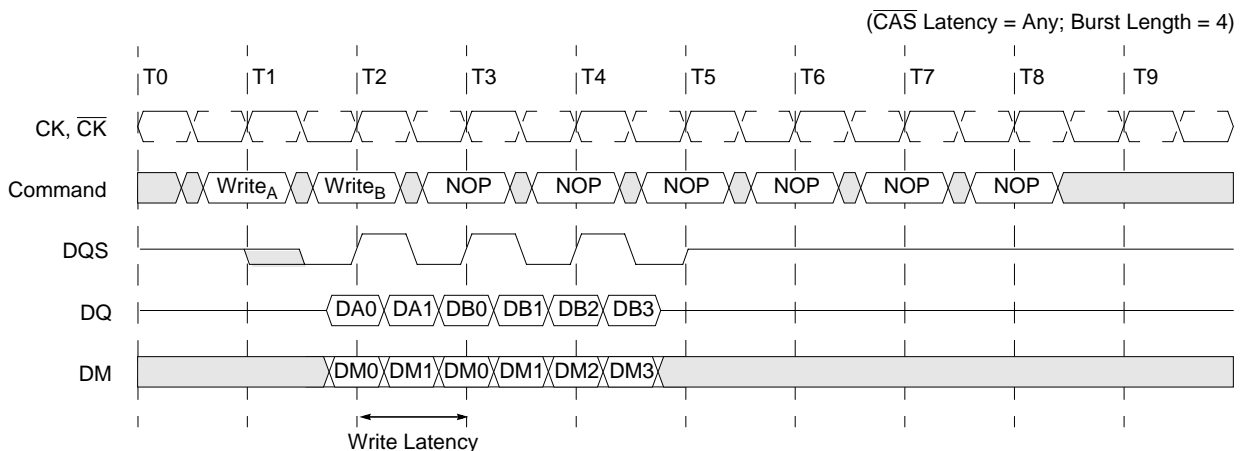 (CAS Latency = Any; Burst Length = 4)
T0 T1 T2 T3 T4 T5 T6 T7 T8 T9
CK, CK
Command WriteA WriteB NOP NOP NOP NOP NOP NOP
DQS
DQ DA0 DA1 DB0 DB1 DB2 DB3
DM DM0 DM1 DM0 DM1 DM2 DM3
Write Latency